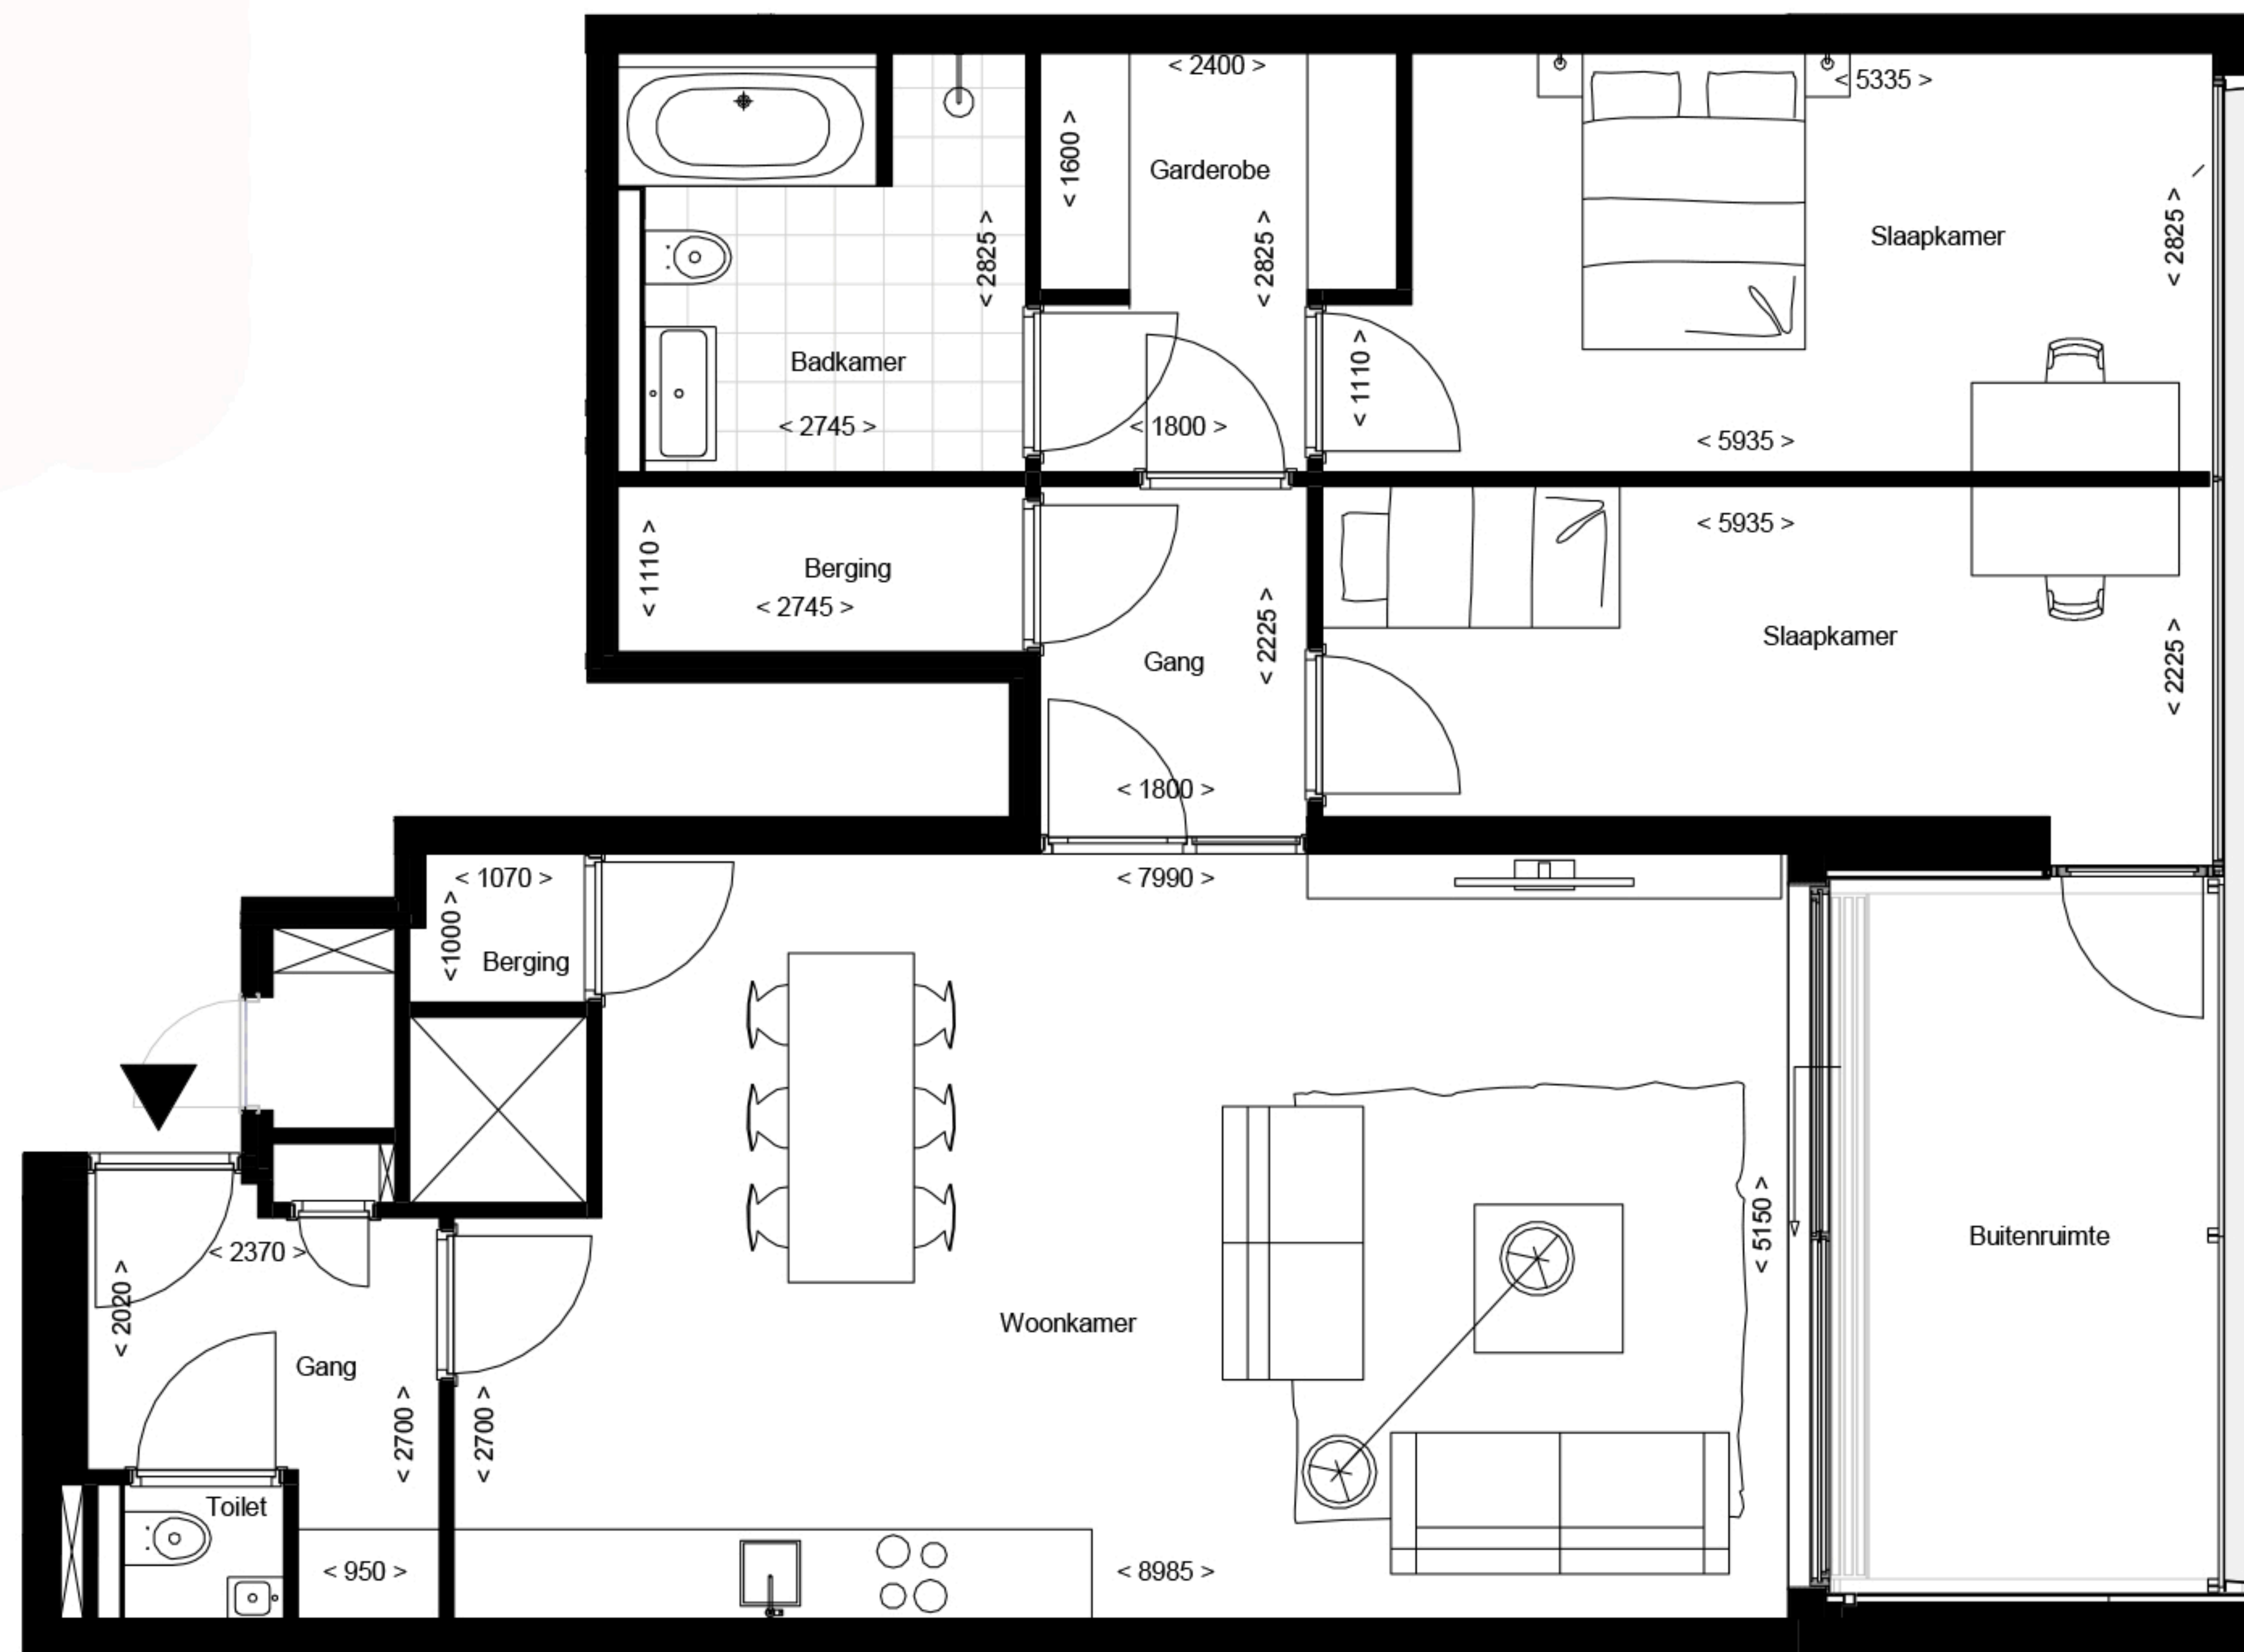 < 2400 >
< 5335 >
< 1600 >
Garderobe
Slaapkamer
< 2825 >
< 2825 >
< 2825 >
Badkamer
< 1110 >
< 2745 >
< 1800 >
< 5935 >
< 5935 >
< 1110 >
Berging
< 2745 >
Gang
< 2225 >
Slaapkamer
< 2225 >
< 1800 >
< 1070 >
< 7990 >
<1000 >
Berging
< 5150 >
Buitenruimte
< 2370 >
< 2020 >
Woonkamer
Gang
< 2700 >
< 2700 >
Toilet
< 950 >
< 8985 >